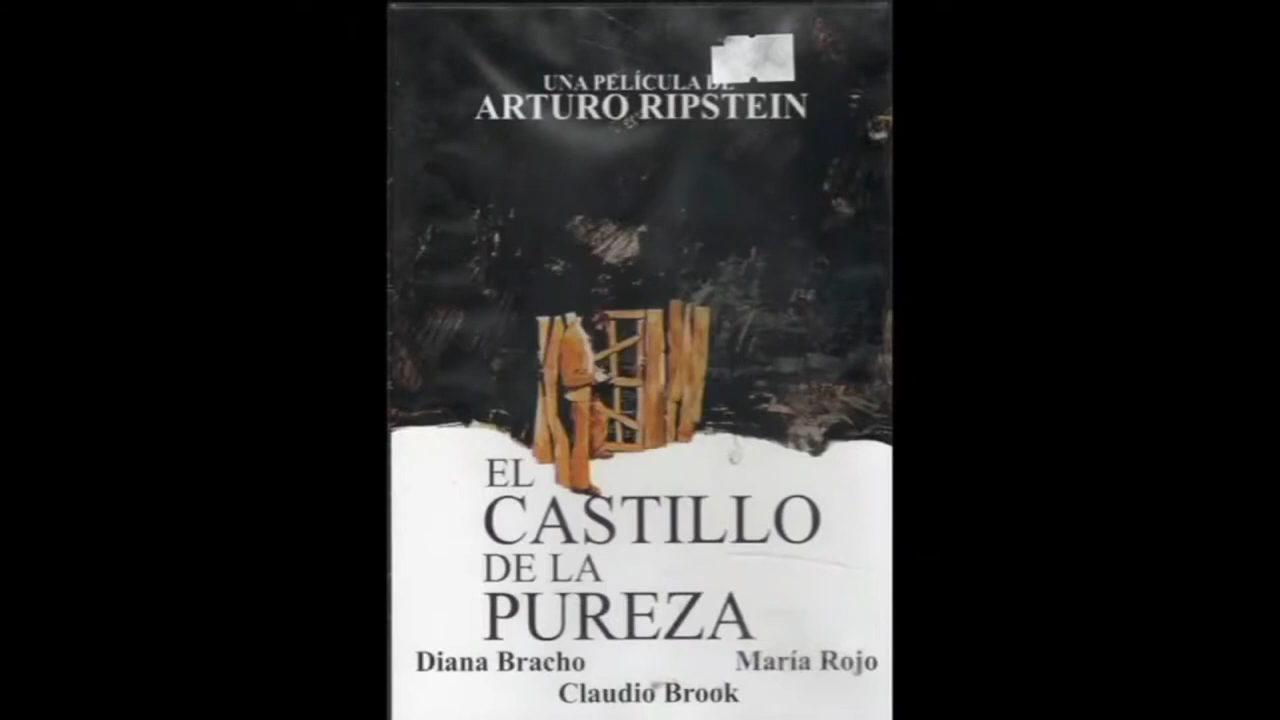 UNA PELÍCULA DE
ARTURO RIPSTEIN
EL
CASTILLO
DE LA
PUREZA
Diana Bracho María Rojo
Claudio Brook